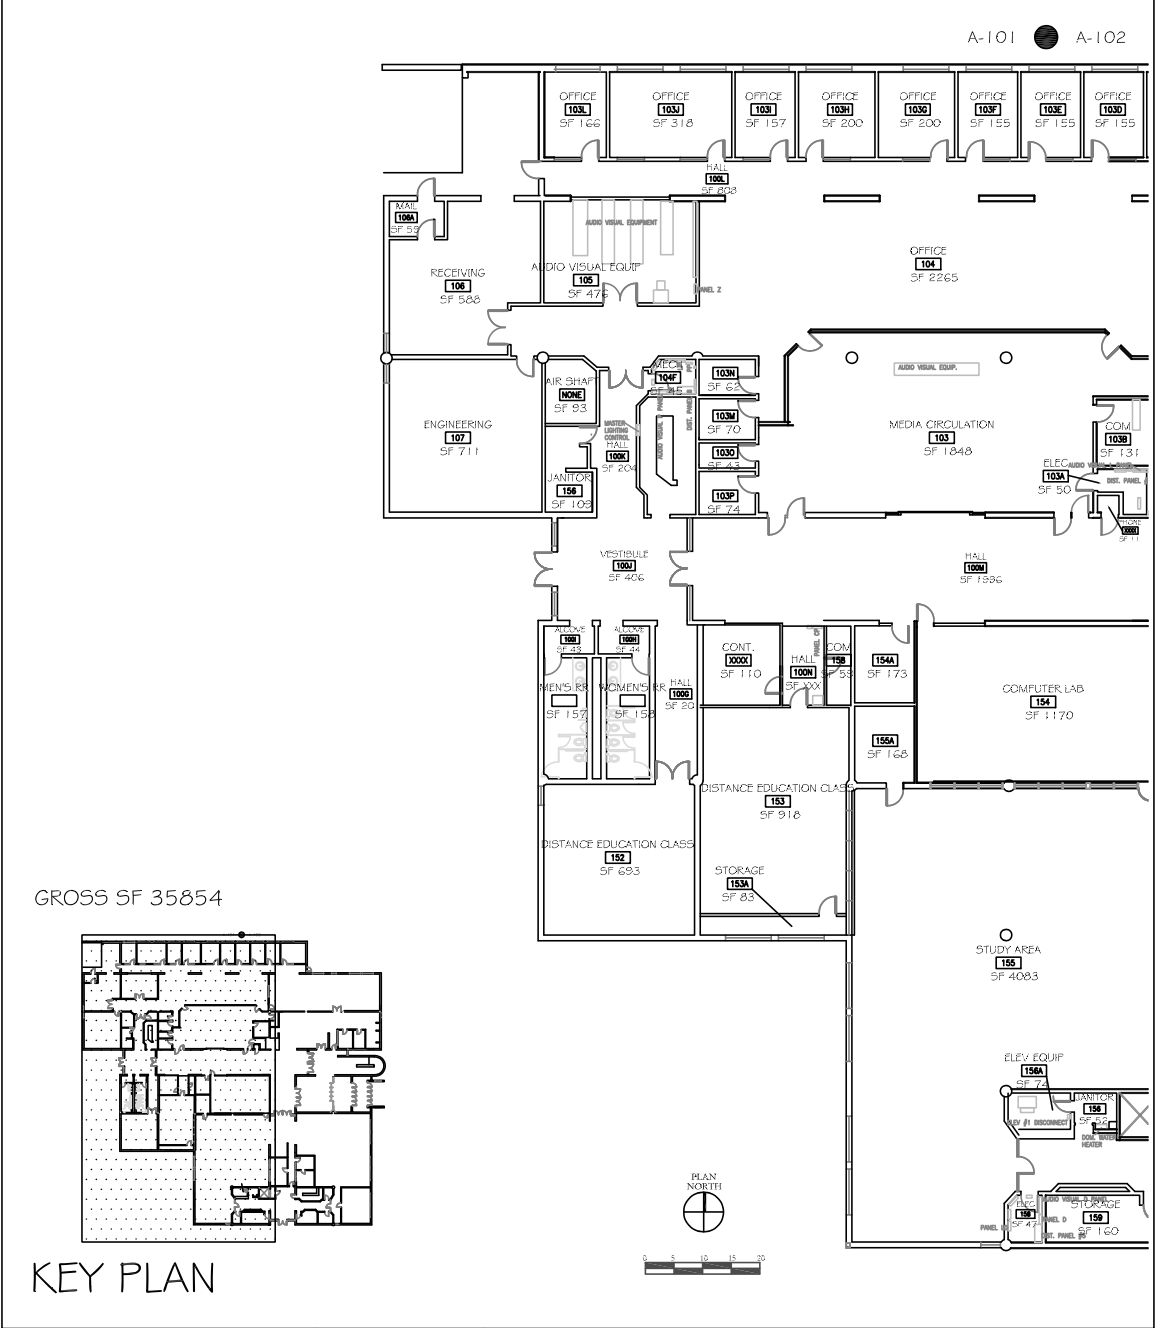 A-101 A-102
OFFICE
103L
SF 166
OFFICE
103J
SF 318
OFFICE
103I
SF 157
OFFICE
103H
SF 200
OFFICE
103G
SF 200
OFFICE
103F
SF 155
OFFICE
103E
SF 155
OFFICE
103D
SF 155
HALL
100L
SF 808
MAIL
106A
SF 59
AUDIO VISUAL EQUIPMENT
RECEIVING
106
SF 588
AUDIO VISUAL EQUIP
105
SF 476
PANEL Z
OFFICE
104
SF 2265
AIR SHAFT
NONE
SF 93
MECH
104F
SF 45
103N
SF 62
AUDIO VISUAL EQUIP.
ENGINEERING
107
SF 711
MASTER
LIGHTING
CONTROL
HALL
100K
SF 204
103M
SF 70
103O
SF 43
103P
SF 74
MEDIA CIRCULATION
103
SF 1848
COM
103B
SF 131
ELEC
103A
SF 50
DIST. PANEL
PHONE
XXXX
SF 11
JANITOR
156
SF 109
VESTIBULE
100J
SF 406
HALL
100M
SF 1996
ALCOVE
100I
SF 43
ALCOVE
100H
SF 44
MEN'S RR
SF 157
WOMEN'S RR
SF 158
HALL
100G
SF 20
CONT.
XXXX
SF 110
HALL
100N
SF XXX
COM
15B
SF 59
154A
SF 173
COMPUTER LAB
154
SF 1170
155A
SF 168
DISTANCE EDUCATION CLASS
153
SF 918
DISTANCE EDUCATION CLASS
152
SF 693
STORAGE
153A
SF 83
GROSS SF 35854
STUDY AREA
155
SF 4083
ELEV EQUIP
156A
SF 74
JANITOR
156
SF 52
ELEV #1 DISCONNECT
DOM. WATER
HEATER
PLAN
NORTH
ELEC
158
SF 47
AUDIO VISUAL D PANEL
STORAGE
159
SF 160
PANEL D
0 5 10 15 20
KEY PLAN